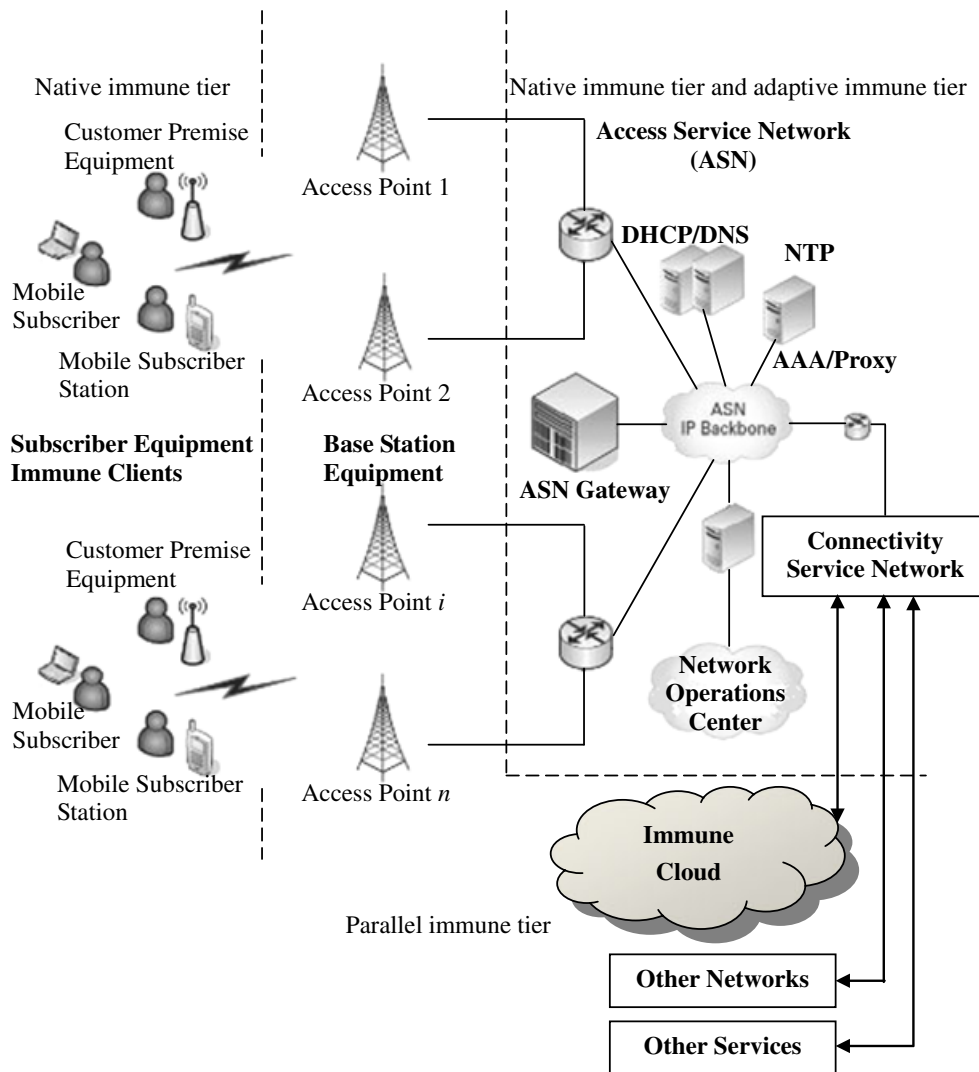 Native immune tier
Customer Premise
Equipment
Mobile
Subscriber
Mobile Subscriber
Station
Subscriber Equipment
Immune Clients
Customer Premise
Equipment
Mobile
Subscriber
Mobile Subscriber
Station
Access Point 1
Access Point 2
Base Station
Equipment
Access Point i
Access Point n
Native immune tier and adaptive immune tier
Access Service Network
(ASN)
DHCP/DNS
NTP
AAA/Proxy
ASN
IP Backbone
ASN Gateway
Connectivity
Service Network
Network
Operations
Center
Immune
Cloud
Parallel immune tier
Other Networks
Other Services